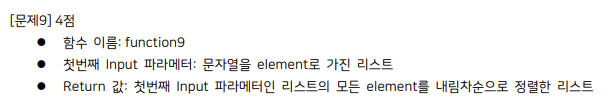 [문제9] 4점
● 함수 이름: function9
● 첫번째 Input 파라메터: 문자열을 element로 가진 리스트
● Return 값: 첫번째 Input 파라메터인 리스트의 모든 element를 내림차순으로 정렬한 리스트